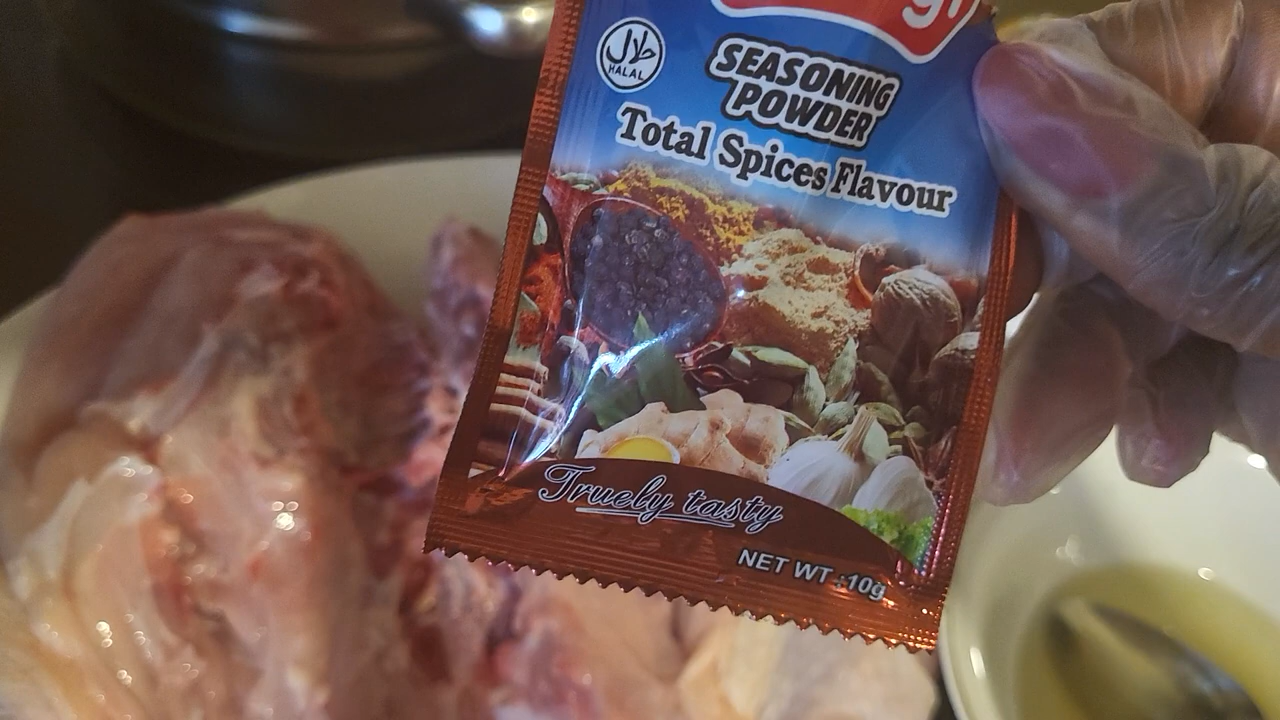 حلال
HALAL
SEASONING
POWDER
Total Spices Flavour
Truely tasty
NET WT :10g